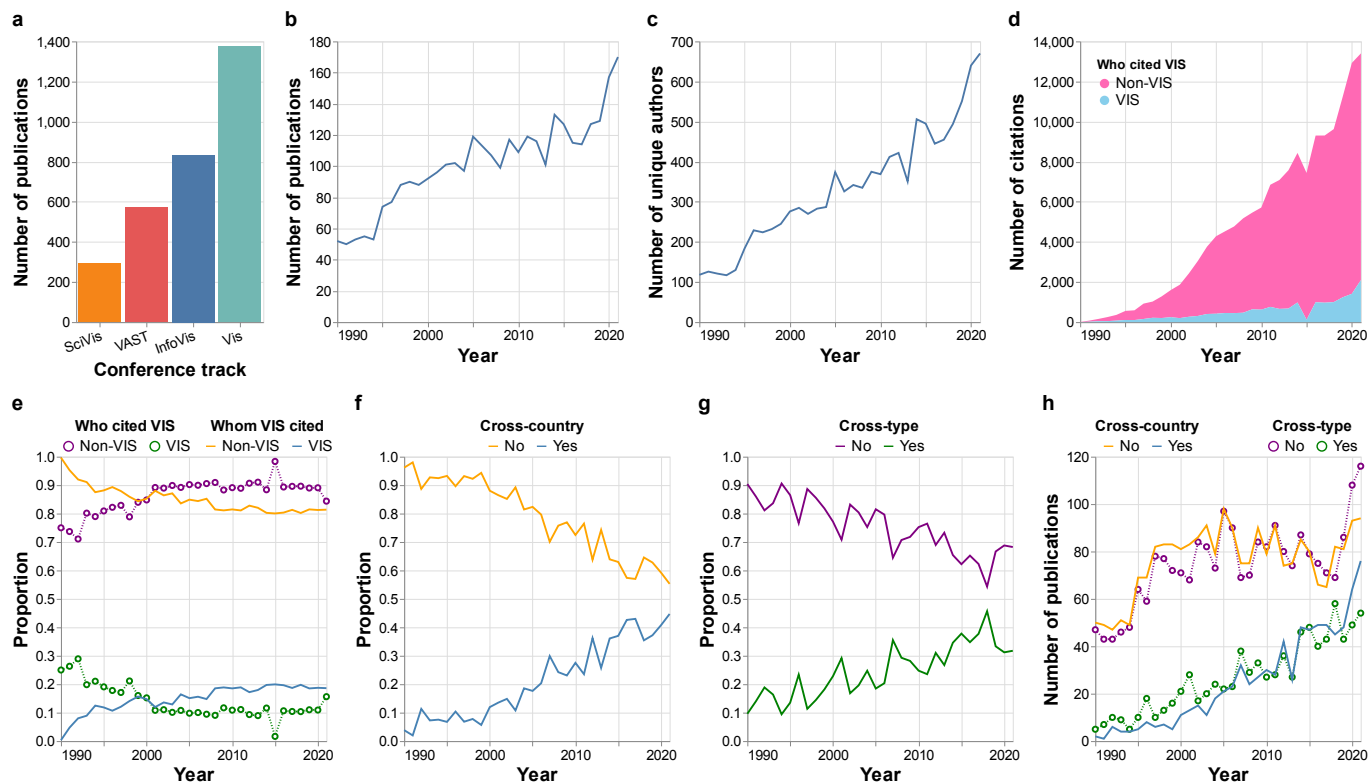 a
Number of publications
1,400
1,200
1,000
800
600
400
200
0
SciVis
VAST
InfoVis
Vis
Conference track
b
Number of publications
180
160
140
120
100
80
60
40
20
0
1990
2000
2010
2020
Year
c
Number of unique authors
700
600
500
400
300
200
100
0
1990
2000
2010
2020
Year
d
Number of citations
14,000
12,000
10,000
8,000
6,000
4,000
2,000
0
Who cited VIS
Non-VIS
VIS
1990
2000
2010
2020
Year
e
Who cited VIS
Non-VIS
VIS
Whom VIS cited
Non-VIS
VIS
Proportion
1.0
0.9
0.8
0.7
0.6
0.5
0.4
0.3
0.2
0.1
0.0
1990
2000
2010
2020
Year
f
Cross-country
No
Yes
Proportion
1.0
0.9
0.8
0.7
0.6
0.5
0.4
0.3
0.2
0.1
0.0
1990
2000
2010
2020
Year
g
Cross-type
No
Yes
Proportion
1.0
0.9
0.8
0.7
0.6
0.5
0.4
0.3
0.2
0.1
0.0
1990
2000
2010
2020
Year
h
Cross-country
No
Yes
Cross-type
No
Yes
Number of publications
120
100
80
60
40
20
0
1990
2000
2010
2020
Year